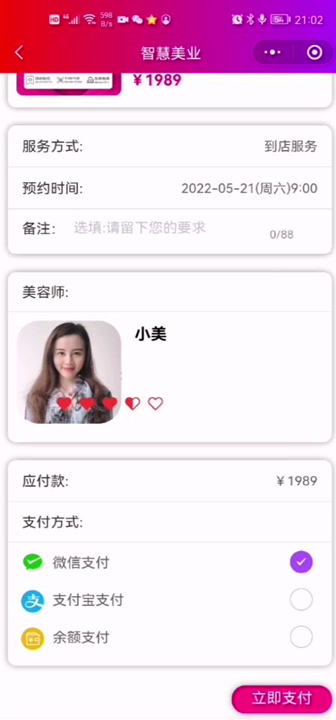 HD 4G 598 B/s 21:02
智慧美业
¥1989
服务方式: 到店服务
预约时间: 2022-05-21(周六)9:00
备注: 选填:请留下您的要求
0/88
美容师:
小美
应付款: ¥1989
支付方式:
微信支付
支付宝支付
余额支付
立即支付